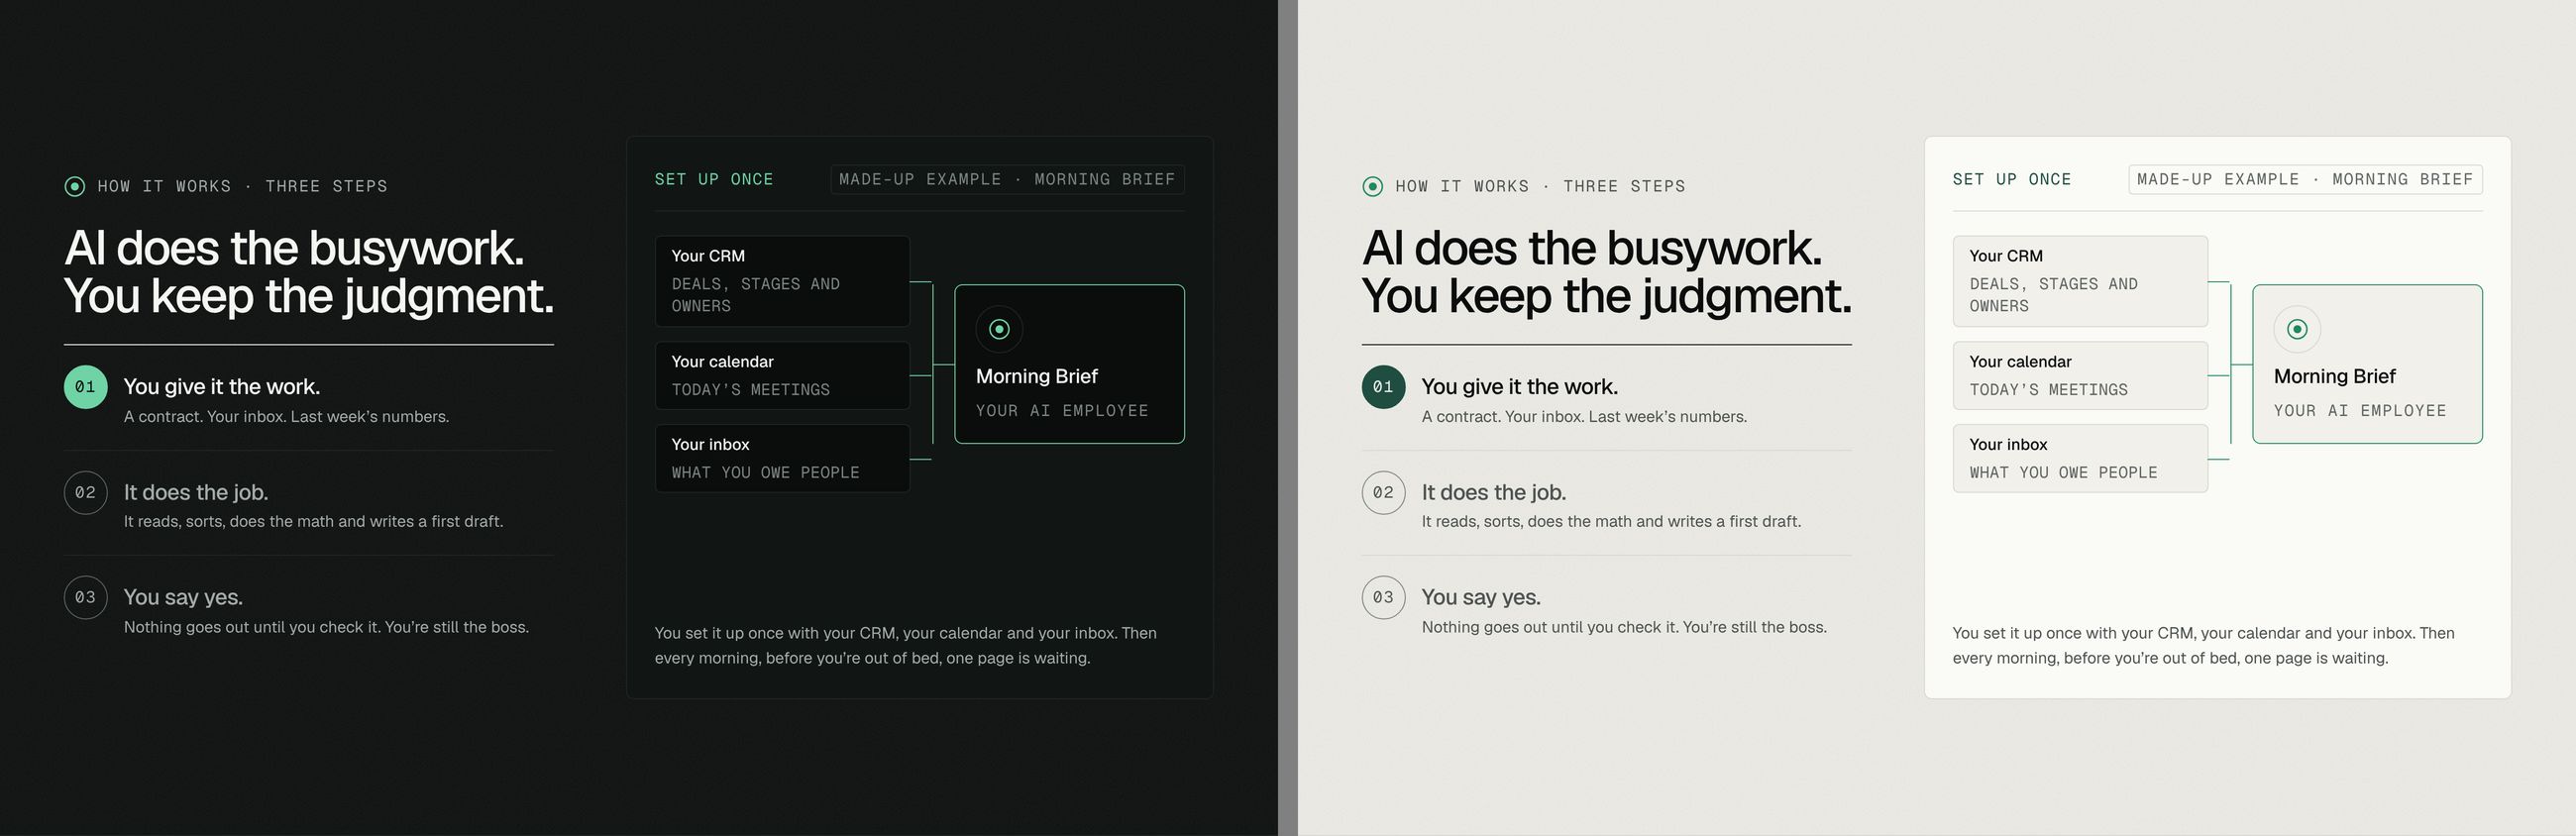 HOW IT WORKS · THREE STEPS
AI does the busywork.
You keep the judgment.
01
You give it the work.
A contract. Your inbox. Last week’s numbers.
02
It does the job.
It reads, sorts, does the math and writes a first draft.
03
You say yes.
Nothing goes out until you check it. You’re still the boss.
SET UP ONCE
MADE-UP EXAMPLE · MORNING BRIEF
Your CRM
DEALS, STAGES AND
OWNERS
Your calendar
TODAY’S MEETINGS
Your inbox
WHAT YOU OWE PEOPLE
Morning Brief
YOUR AI EMPLOYEE
You set it up once with your CRM, your calendar and your inbox. Then
every morning, before you’re out of bed, one page is waiting.
HOW IT WORKS · THREE STEPS
AI does the busywork.
You keep the judgment.
01
You give it the work.
A contract. Your inbox. Last week’s numbers.
02
It does the job.
It reads, sorts, does the math and writes a first draft.
03
You say yes.
Nothing goes out until you check it. You’re still the boss.
SET UP ONCE
MADE-UP EXAMPLE · MORNING BRIEF
Your CRM
DEALS, STAGES AND
OWNERS
Your calendar
TODAY’S MEETINGS
Your inbox
WHAT YOU OWE PEOPLE
Morning Brief
YOUR AI EMPLOYEE
You set it up once with your CRM, your calendar and your inbox. Then
every morning, before you’re out of bed, one page is waiting.